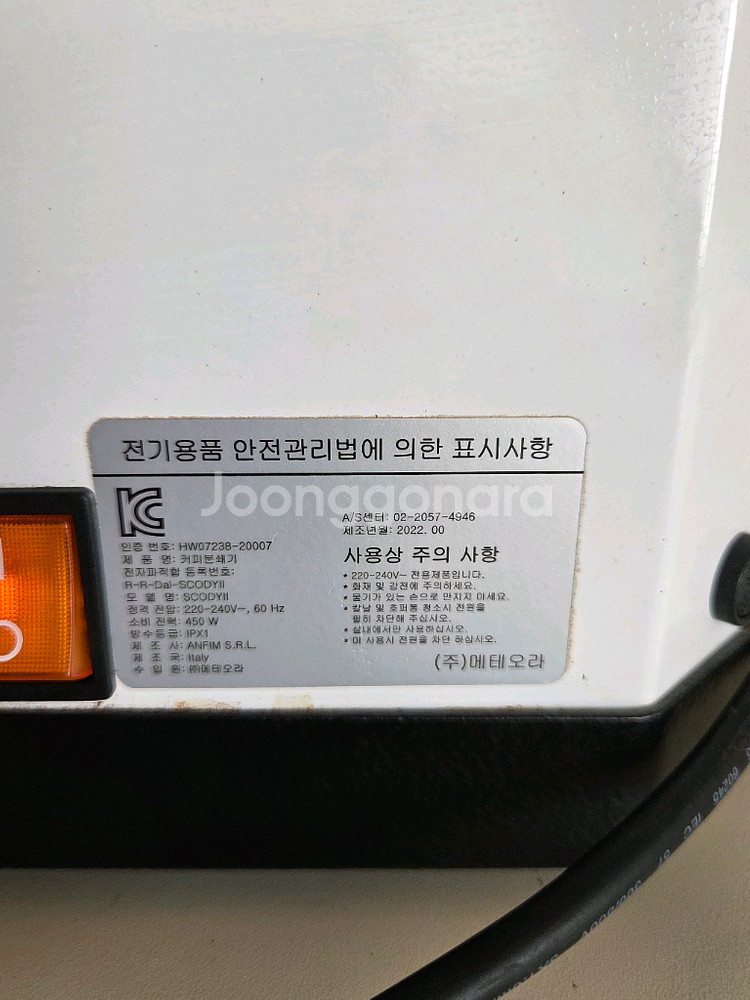 전기용품 안전관리법에 의한 표시사항
Joonggonara
인증 번호: HW07238-20007
제 품 명: 커피분쇄기
전자파적합 등록번호:
R-R-Dal-SCODYII
모 델 명: SCODYII
정격 전압: 220-240V~, 60 Hz
소비 전력: 450 W
방수등급: IPX1
제 조 사: ANFIM S.R.L.
제 조 국: Italy
수 입 원: ㈜메테오라
A/S센터: 02-2057-4946
제조년월: 2022. 00
사용상 주의 사항
* 220-240V~ 전용제품입니다.
* 화재 및 감전에 주의하세요.
* 물기가 있는 손으로 만지지 마세요.
* 칼날 및 호퍼통 청소시 전원을
필히 차단해 주십시오.
* 실내에서만 사용하십시오.
* 미 사용시 전원을 차단 하십시오.
(주)메테오라
60245 IEC